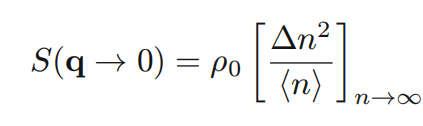 S(q → 0) = ρ₀ [Δn² / ⟨n⟩]ₙ→∞